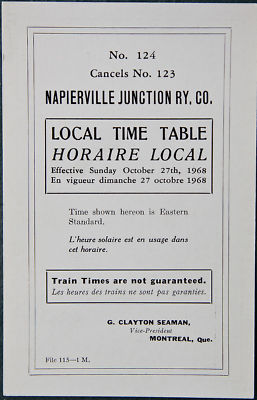 No. 124
Cancels No. 123
NAPIERVILLE JUNCTION RY. CO.
LOCAL TIME TABLE
HORAIRE LOCAL
Effective Sunday October 27th, 1968
En vigueur dimanche 27 octobre 1968
Time shown hereon is Eastern
Standard.
L'heure solaire est en usage dans
cet horaire.
Train Times are not guaranteed.
Les heures des trains ne sont pas garanties.
G. CLAYTON SEAMAN,
Vice-President
MONTREAL, Que.
File 115—1 M.